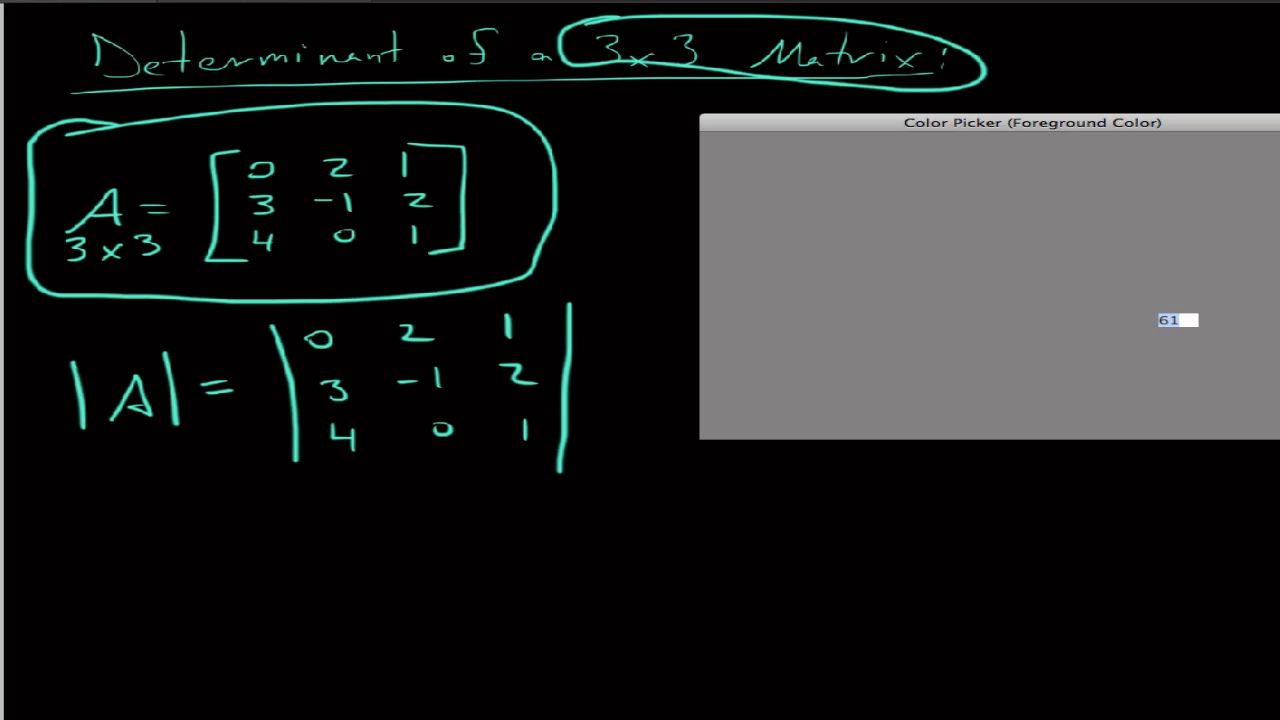 Determinant of a 3x3 Matrix:
Color Picker (Foreground Color)
0 2 1
A = 3 -1 2
3x3 4 0 1
61
0 2 1
|A| = 3 -1 2
4 0 1